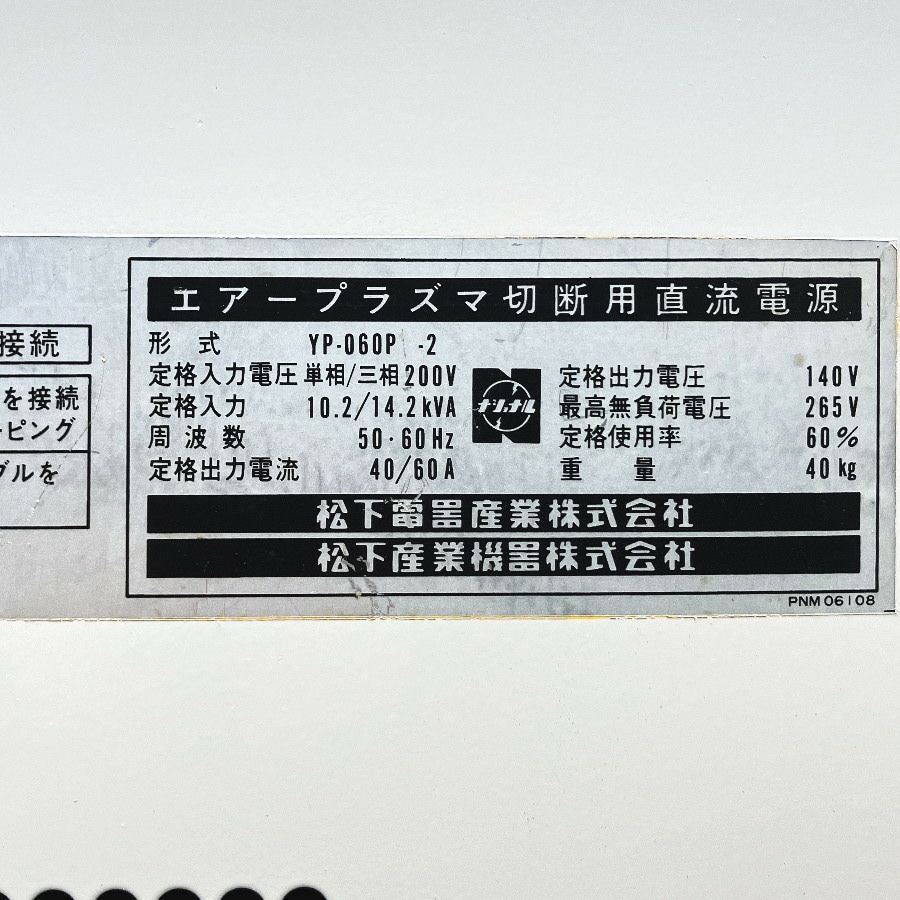 接続
を接続
ーピング
ブルを
エアープラズマ切断用直流電源
形式 YP-060P -2
定格入力電圧 単相/三相 200V
定格入力 10.2/14.2kVA
周波数 50・60Hz
定格出力電流 40/60A
ナショナル
定格出力電圧 140V
最高無負荷電圧 265V
定格使用率 60%
重量 40kg
松下電器産業株式会社
松下産業機器株式会社
PNM06108